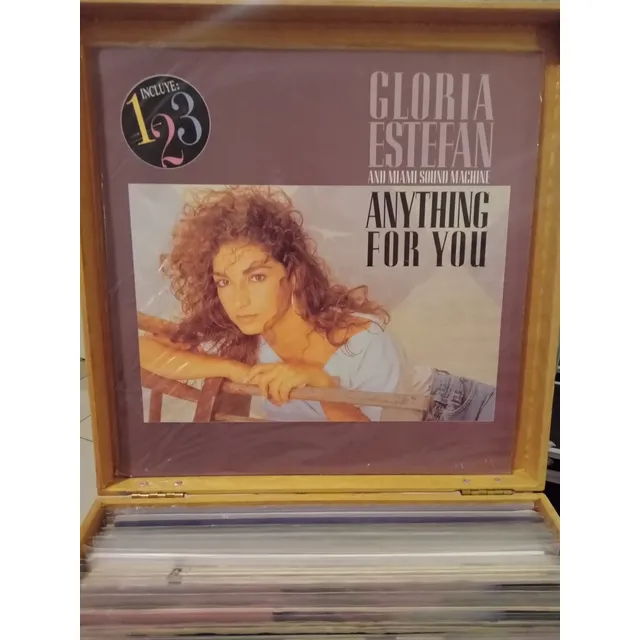 INCLUYE:
1
2
3
GLORIA
ESTEFAN
AND MIAMI SOUND MACHINE
ANYTHING
FOR YOU